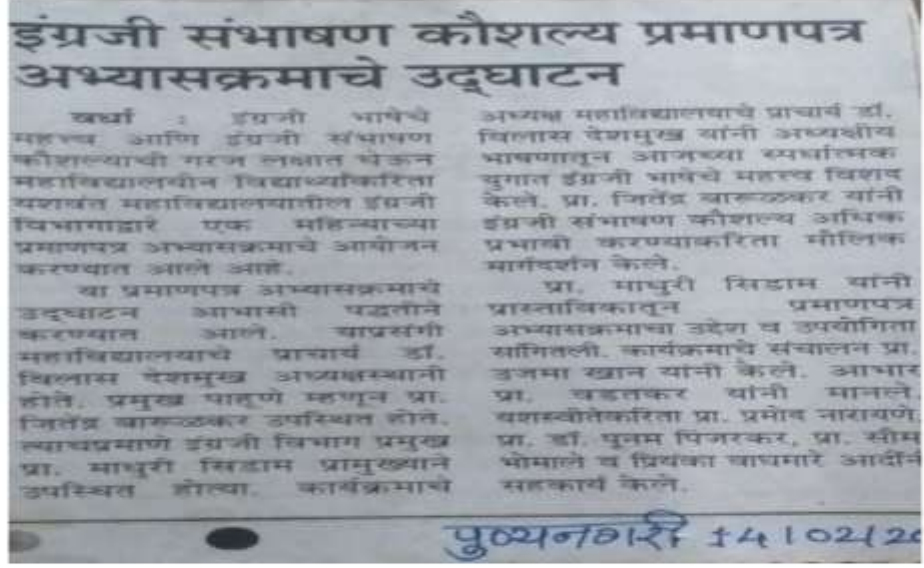 इंग्रजी संभाषण कौशल्य प्रमाणपत्र
अभ्यासक्रमाचे उद्घाटन
वर्धा : इंग्रजी भाषेचे
महत्त्व आणि इंग्रजी संभाषण
कौशल्याची गरज लक्षात घेऊन
महाविद्यालयीन विद्यार्थ्यांकरिता
यशवंत महाविद्यालयातील इंग्रजी
विभागाद्वारे एक महिन्याच्या
प्रमाणपत्र अभ्यासक्रमाचे आयोजन
करण्यात आले आहे.
या प्रमाणपत्र अभ्यासक्रमाचे
उद्घाटन आभासी पद्धतीने
करण्यात आले. याप्रसंगी
महाविद्यालयाचे प्राचार्य डॉ.
विलास देशमुख अध्यक्षस्थानी
होते. प्रमुख पाहूणे म्हणून प्रा.
जितेंद्र बारूळकर उपस्थित होते.
त्याचप्रमाणे इंग्रजी विभाग प्रमुख
प्रा. माधुरी सिडाम प्रामुख्याने
उपस्थित होत्या. कार्यक्रमाचे
अध्यक्ष महाविद्यालयाचे प्राचार्य डॉ.
विलास देशमुख यांनी अध्यक्षीय
भाषणातून आजच्या स्पर्धात्मक
युगात इंग्रजी भाषेचे महत्त्व विशद
केले. प्रा. जितेंद्र बारूळकर यांनी
इंग्रजी संभाषण कौशल्य अधिक
प्रभावी करण्याकरिता मौलिक
मार्गदर्शन केले.
प्रा. माधुरी सिडाम यांनी
प्रास्ताविकातून प्रमाणपत्र
अभ्यासक्रमाचा उद्देश व उपयोगिता
सांगितली. कार्यक्रमाचे संचालन प्रा.
उजमा खान यांनी केले. आभार
प्रा. वडतकर यांनी मानले
यशस्वीतेकरिता प्रा. प्रमोद नारायणे
प्रा. डॉ. पूनम पिंजरकर, प्रा. सीम
भोमाले व प्रियंका वाघमारे आदींनी
सहकार्य केले.
पुण्यनगरी 14|02|20